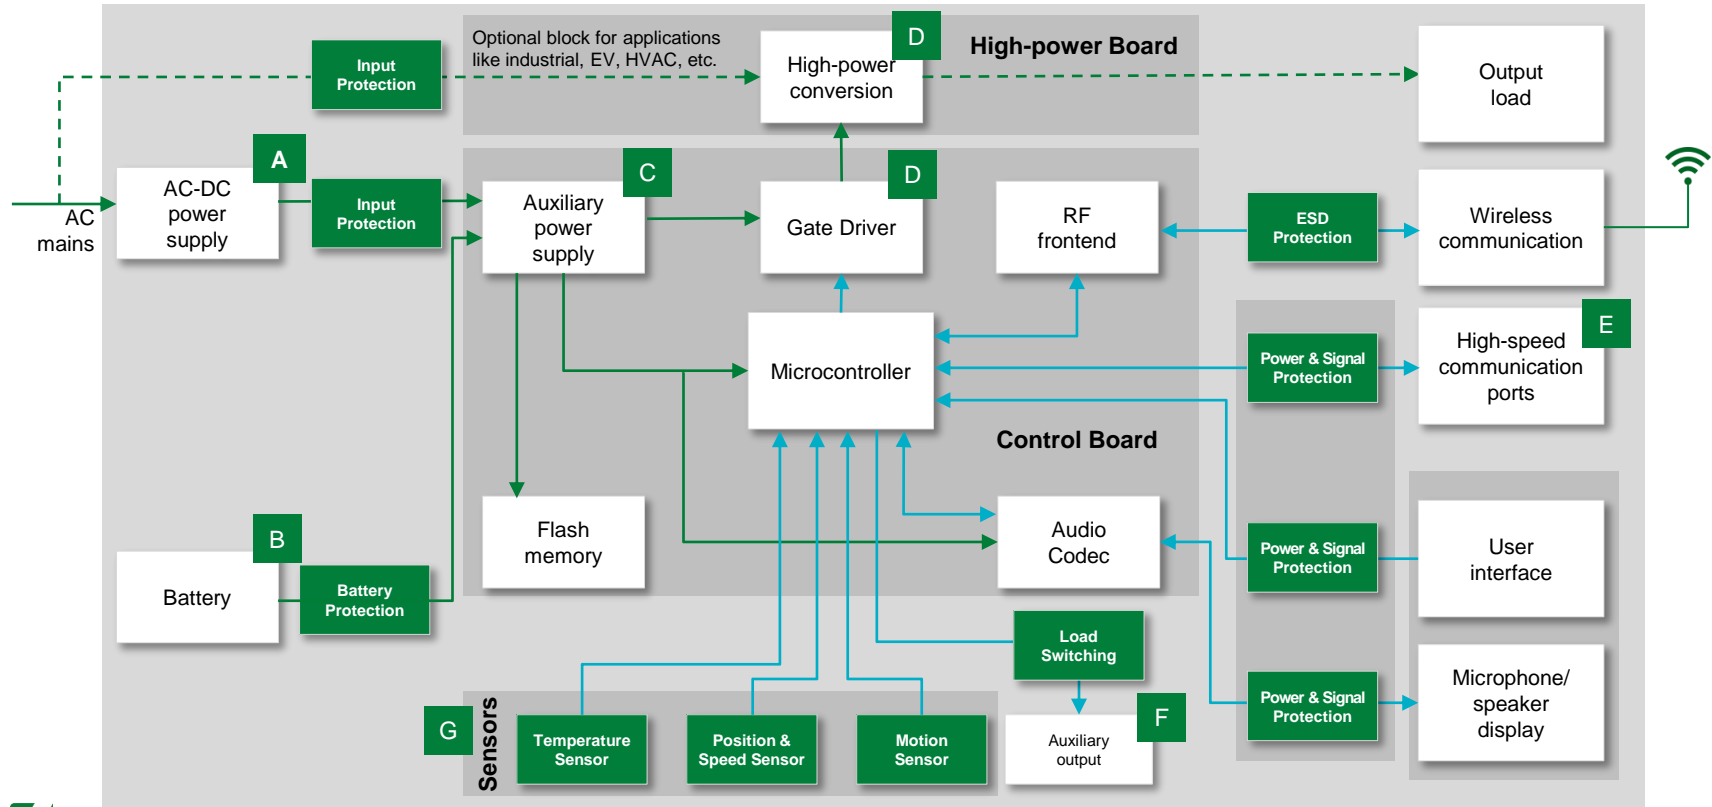 Optional block for applications
like industrial, EV, HVAC, etc.
D
High-power Board
Input
Protection
High-power
conversion
Output
load
A
AC-DC
power
supply
Input
Protection
AC
mains
C
Auxiliary
power
supply
D
Gate Driver
RF
frontend
ESD
Protection
Wireless
communication
E
High-speed
communication
ports
Power & Signal
Protection
Microcontroller
Control Board
B
Battery
Battery
Protection
Flash
memory
Audio
Codec
Power & Signal
Protection
User
interface
Load
Switching
Power & Signal
Protection
Microphone/
speaker
display
G
Sensors
Temperature
Sensor
Position &
Speed Sensor
Motion
Sensor
F
Auxiliary
output